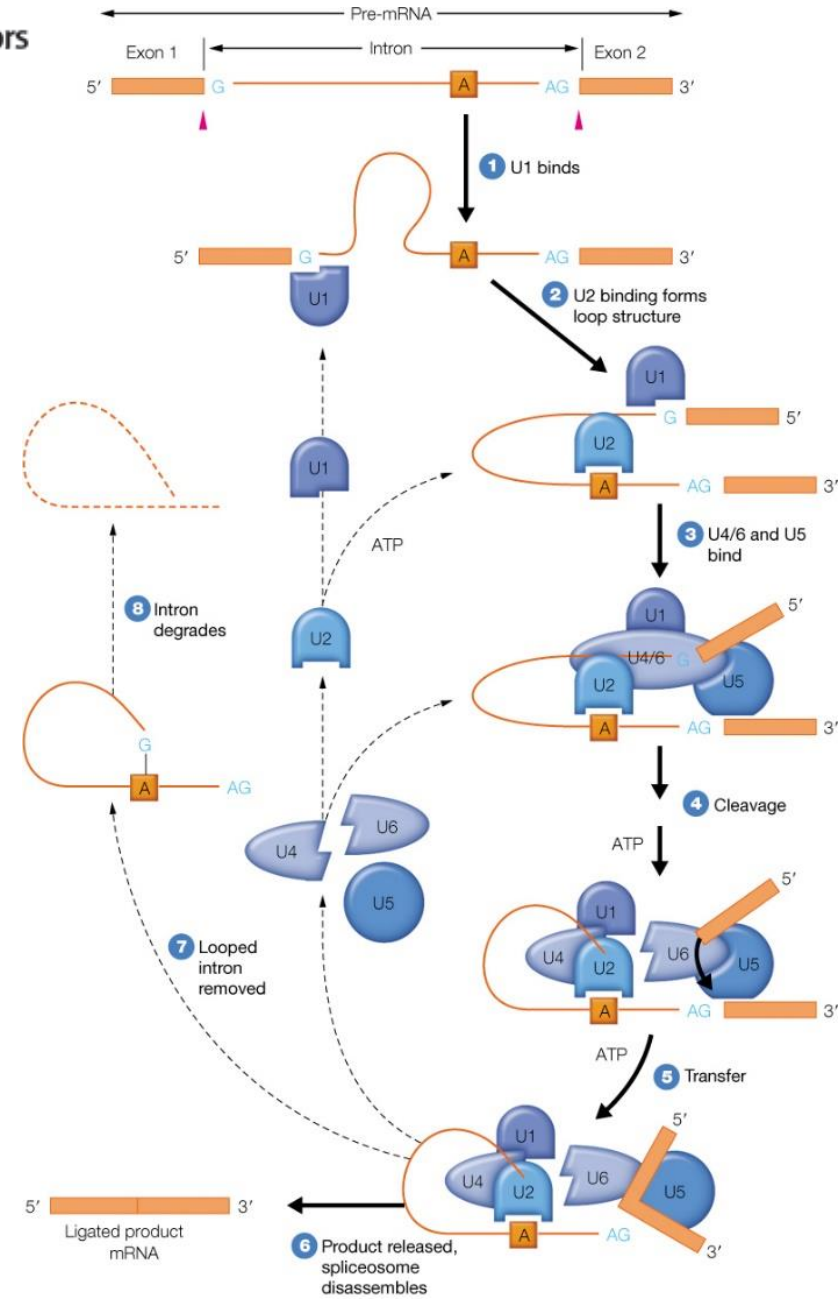 ors
Pre-mRNA
Exon 1
Intron
Exon 2
5′ G A AG 3′
1 U1 binds
5′ G A AG 3′
U1
2 U2 binding forms
loop structure
U1
G 5′
U2
A AG 3′
U1
ATP
3 U4/6 and U5
bind
8 Intron
degrades
U2
U1
5′
U4/6 G
U2
U5
A AG 3′
G
A AG
4 Cleavage
U4
U6
U5
ATP
5′
U1
U4
U2
U6
U5
A AG 3′
7 Looped
intron
removed
ATP
5 Transfer
5′
U1
U4
U2
U6
U5
A AG
3′
5′ 3′
Ligated product
mRNA
6 Product released,
spliceosome
disassembles